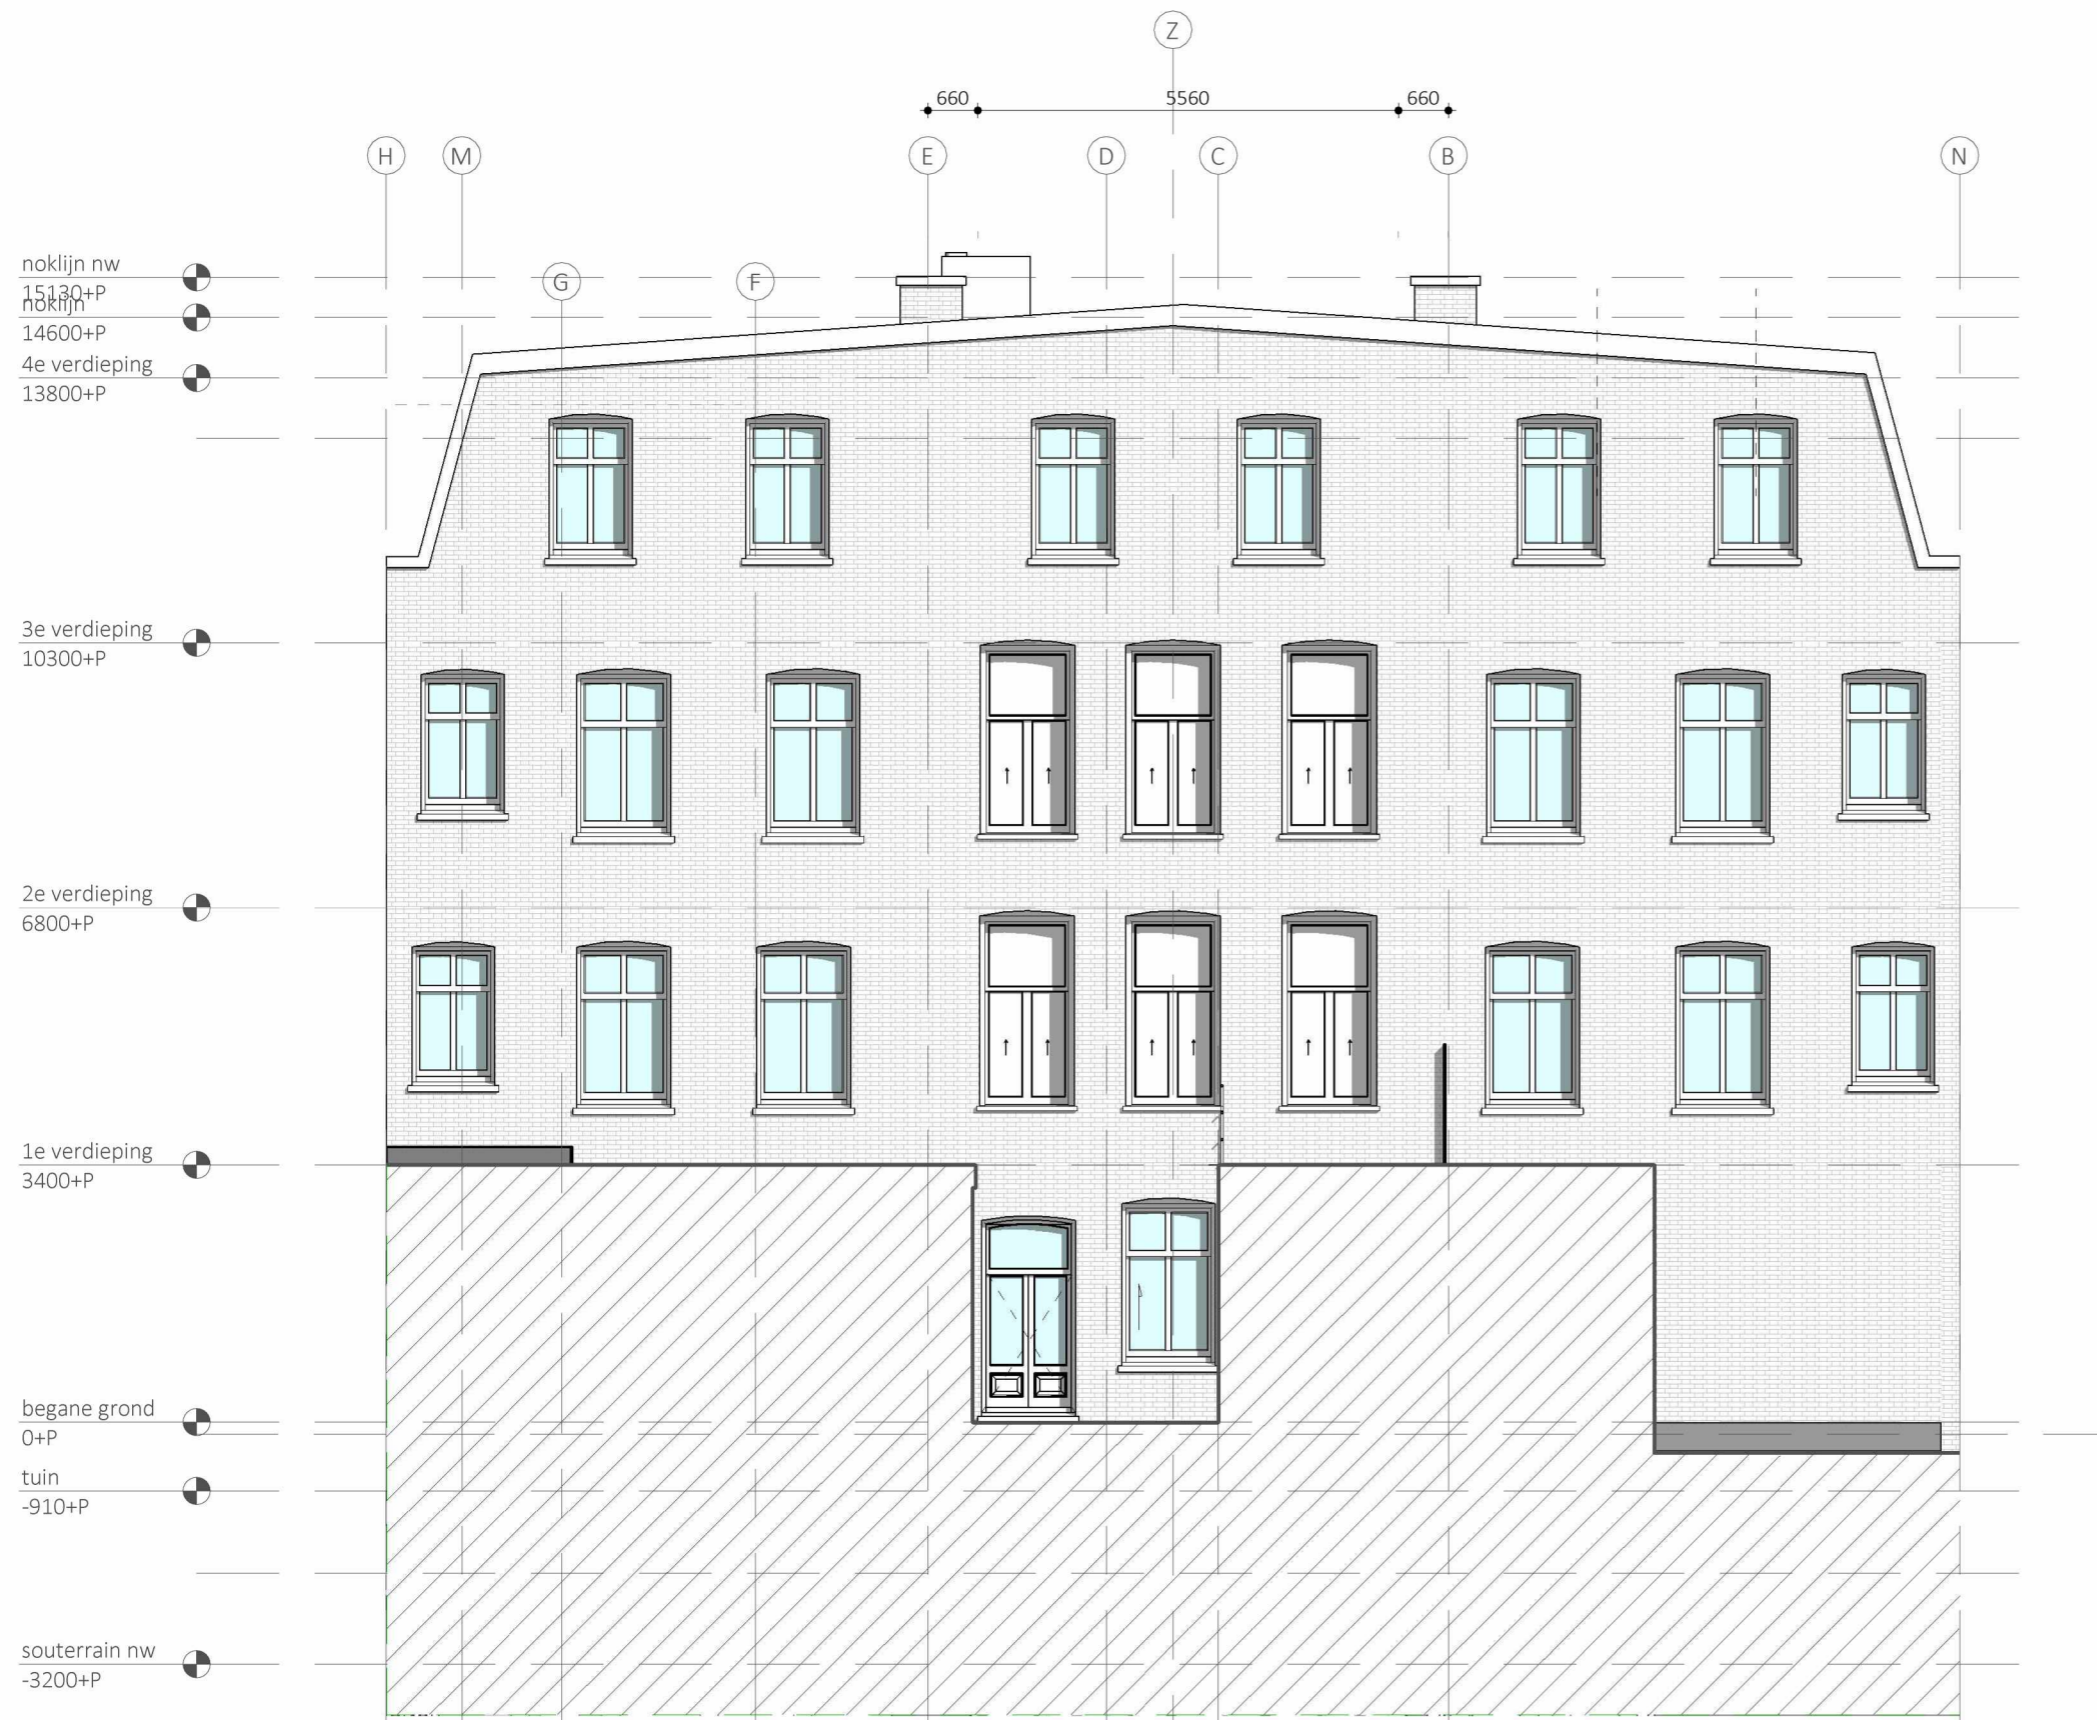 Z
660
5560
660
H
M
E
D
C
B
N
G
F
noklijn nw
15130+P
noklijn
14600+P
4e verdieping
13800+P
3e verdieping
10300+P
2e verdieping
6800+P
1e verdieping
3400+P
begane grond
0+P
tuin
-910+P
souterrain nw
-3200+P